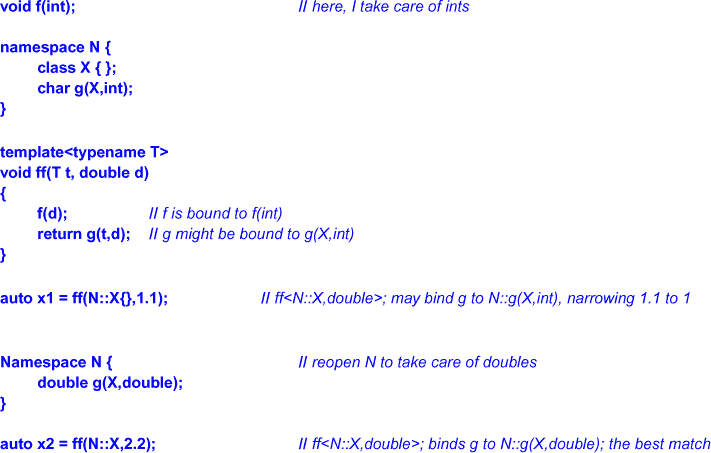 void f(int); // here, I take care of ints
namespace N {
class X { };
char g(X,int);
}
template<typename T>
void ff(T t, double d)
{
f(d); // f is bound to f(int)
return g(t,d); // g might be bound to g(X,int)
}
auto x1 = ff(N::X{},1.1); // ff<N::X,double>; may bind g to N::g(X,int), narrowing 1.1 to 1
Namespace N { // reopen N to take care of doubles
double g(X,double);
}
auto x2 = ff(N::X,2.2); // ff<N::X,double>; binds g to N::g(X,double); the best match